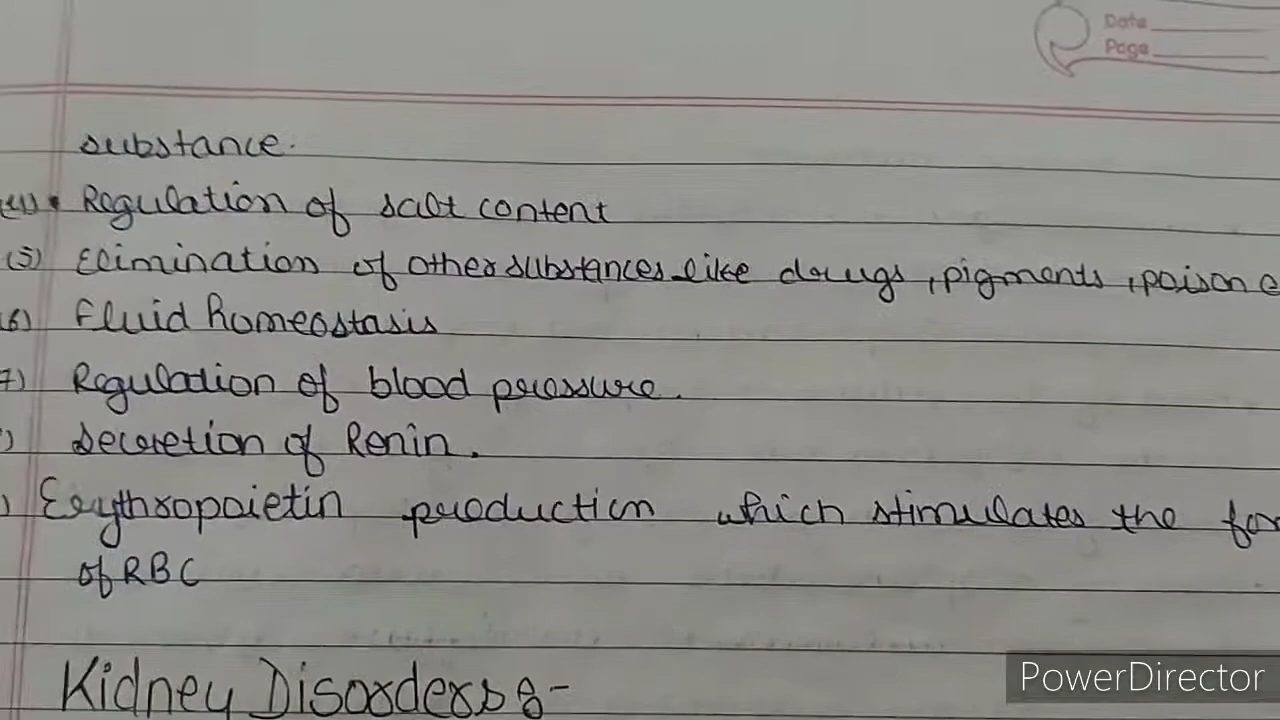 Date
Page
substance.
(4) Regulation of salt content
(5) Elimination of other substances like drugs, pigments, poison e
6) Fluid homeostasis
7) Regulation of blood pressure.
) Secretion of Renin.
) Erythropoietin production which stimulates the for
of RBC
Kidney Disorders :-
PowerDirector